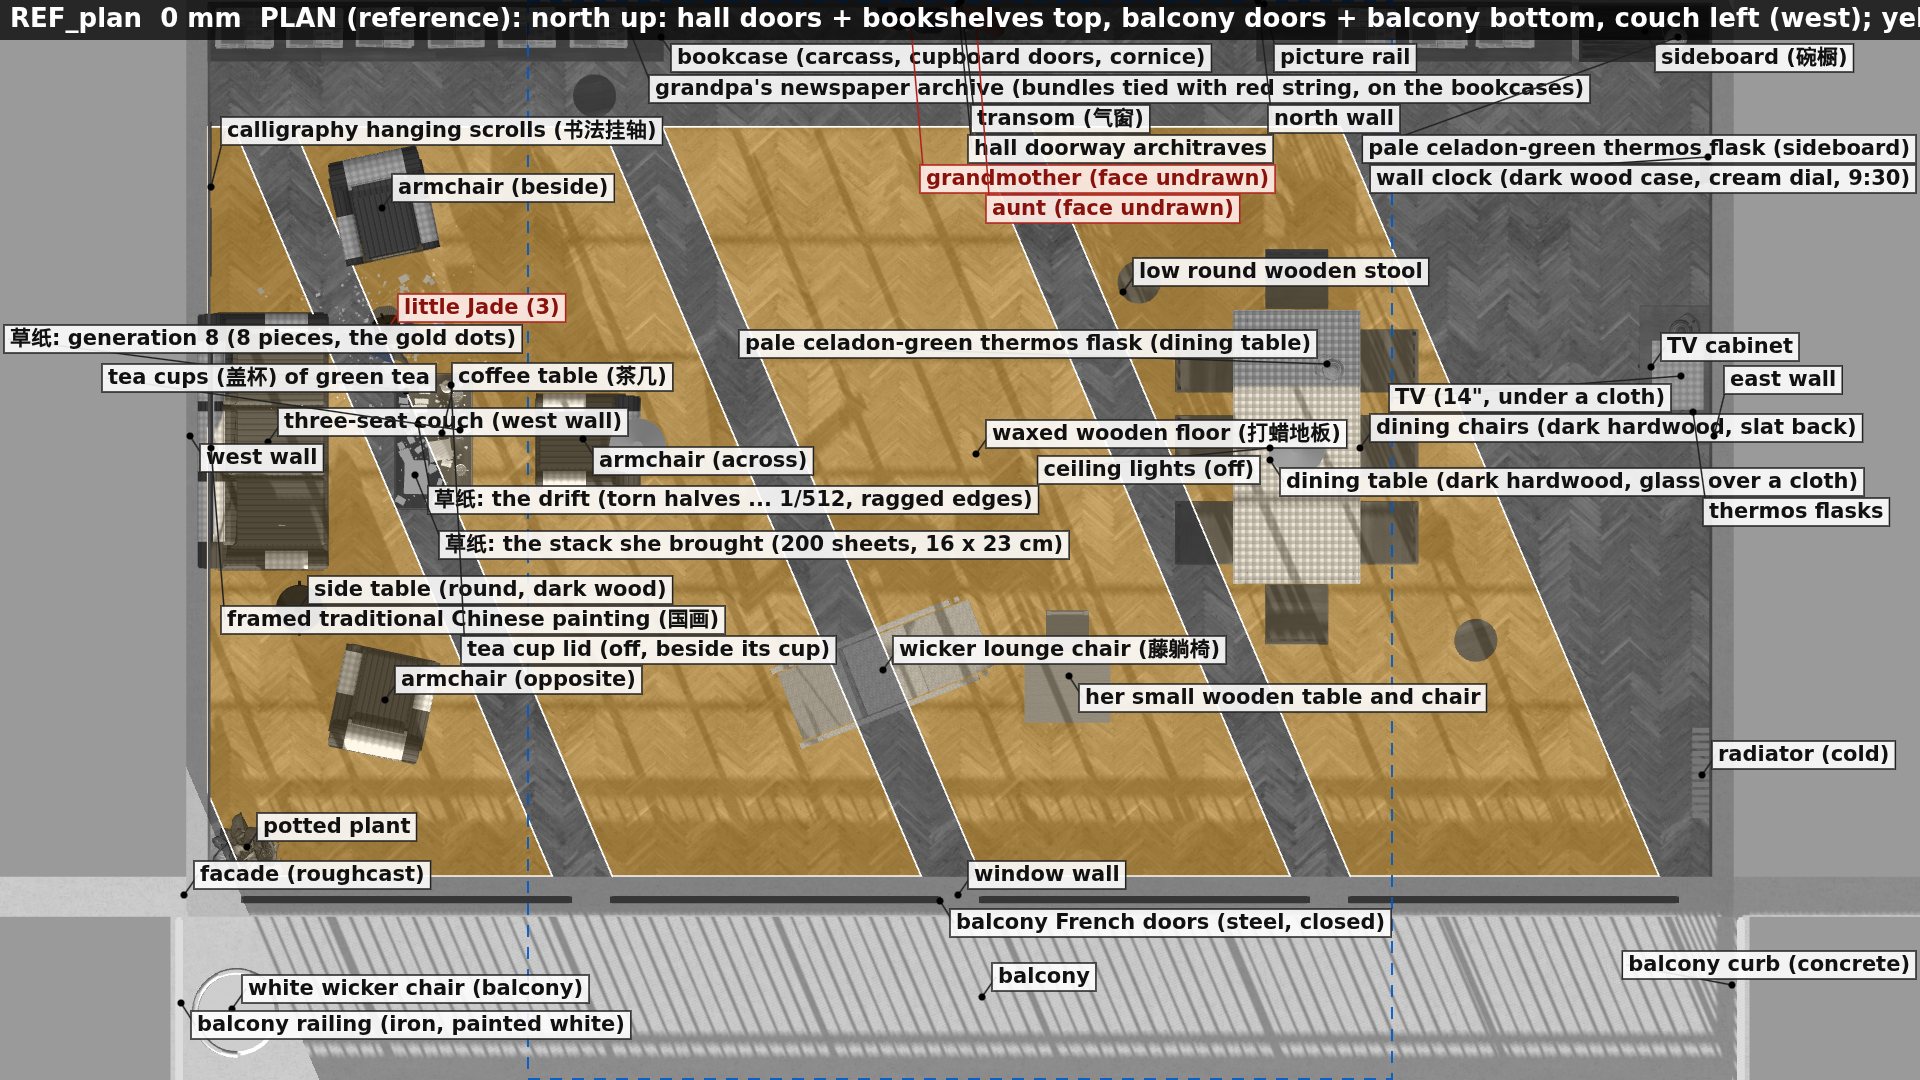 REF_plan 0 mm PLAN (reference): north up: hall doors + bookshelves top, balcony doors + balcony bottom, couch left (west); yel
bookcase (carcass, cupboard doors, cornice)
picture rail
sideboard (碗橱)
grandpa's newspaper archive (bundles tied with red string, on the bookcases)
transom (气窗)
north wall
calligraphy hanging scrolls (书法挂轴)
hall doorway architraves
pale celadon-green thermos flask (sideboard)
grandmother (face undrawn)
wall clock (dark wood case, cream dial, 9:30)
armchair (beside)
aunt (face undrawn)
low round wooden stool
little Jade (3)
草纸: generation 8 (8 pieces, the gold dots)
pale celadon-green thermos flask (dining table)
TV cabinet
tea cups (盖杯) of green tea
coffee table (茶几)
east wall
TV (14", under a cloth)
three-seat couch (west wall)
waxed wooden floor (打蜡地板)
dining chairs (dark hardwood, slat back)
west wall
armchair (across)
ceiling lights (off)
dining table (dark hardwood, glass over a cloth)
草纸: the drift (torn halves ... 1/512, ragged edges)
thermos flasks
草纸: the stack she brought (200 sheets, 16 x 23 cm)
side table (round, dark wood)
framed traditional Chinese painting (国画)
tea cup lid (off, beside its cup)
wicker lounge chair (藤躺椅)
armchair (opposite)
her small wooden table and chair
radiator (cold)
potted plant
facade (roughcast)
window wall
balcony French doors (steel, closed)
balcony
balcony curb (concrete)
white wicker chair (balcony)
balcony railing (iron, painted white)